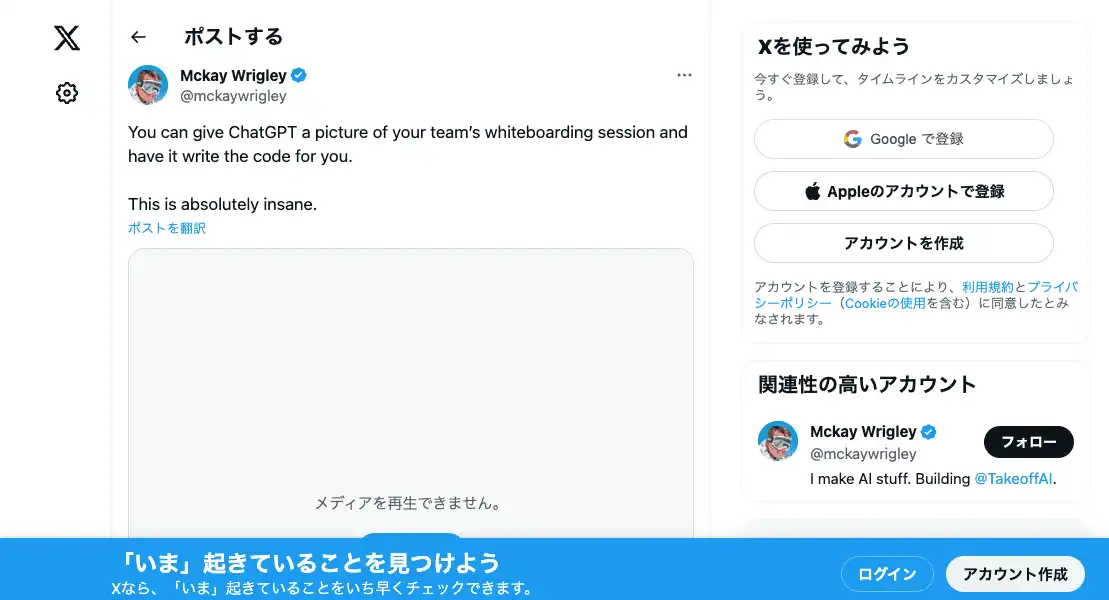 ポストする
Mckay Wrigley
@mckaywrigley
You can give ChatGPT a picture of your team’s whiteboarding session and
have it write the code for you.
This is absolutely insane.
ポストを翻訳
メディアを再生できません。
Xを使ってみよう
今すぐ登録して、タイムラインをカスタマイズしましょ
う。
Google で登録
Appleのアカウントで登録
アカウントを作成
アカウントを登録することにより、利用規約とプライバ
シーポリシー（Cookieの使用を含む）に同意したとみ
なされます。
関連性の高いアカウント
Mckay Wrigley
@mckaywrigley
フォロー
I make AI stuff. Building @TakeoffAI.
「いま」起きていることを見つけよう
Xなら、「いま」起きていることをいち早くチェックできます。
ログイン
アカウント作成